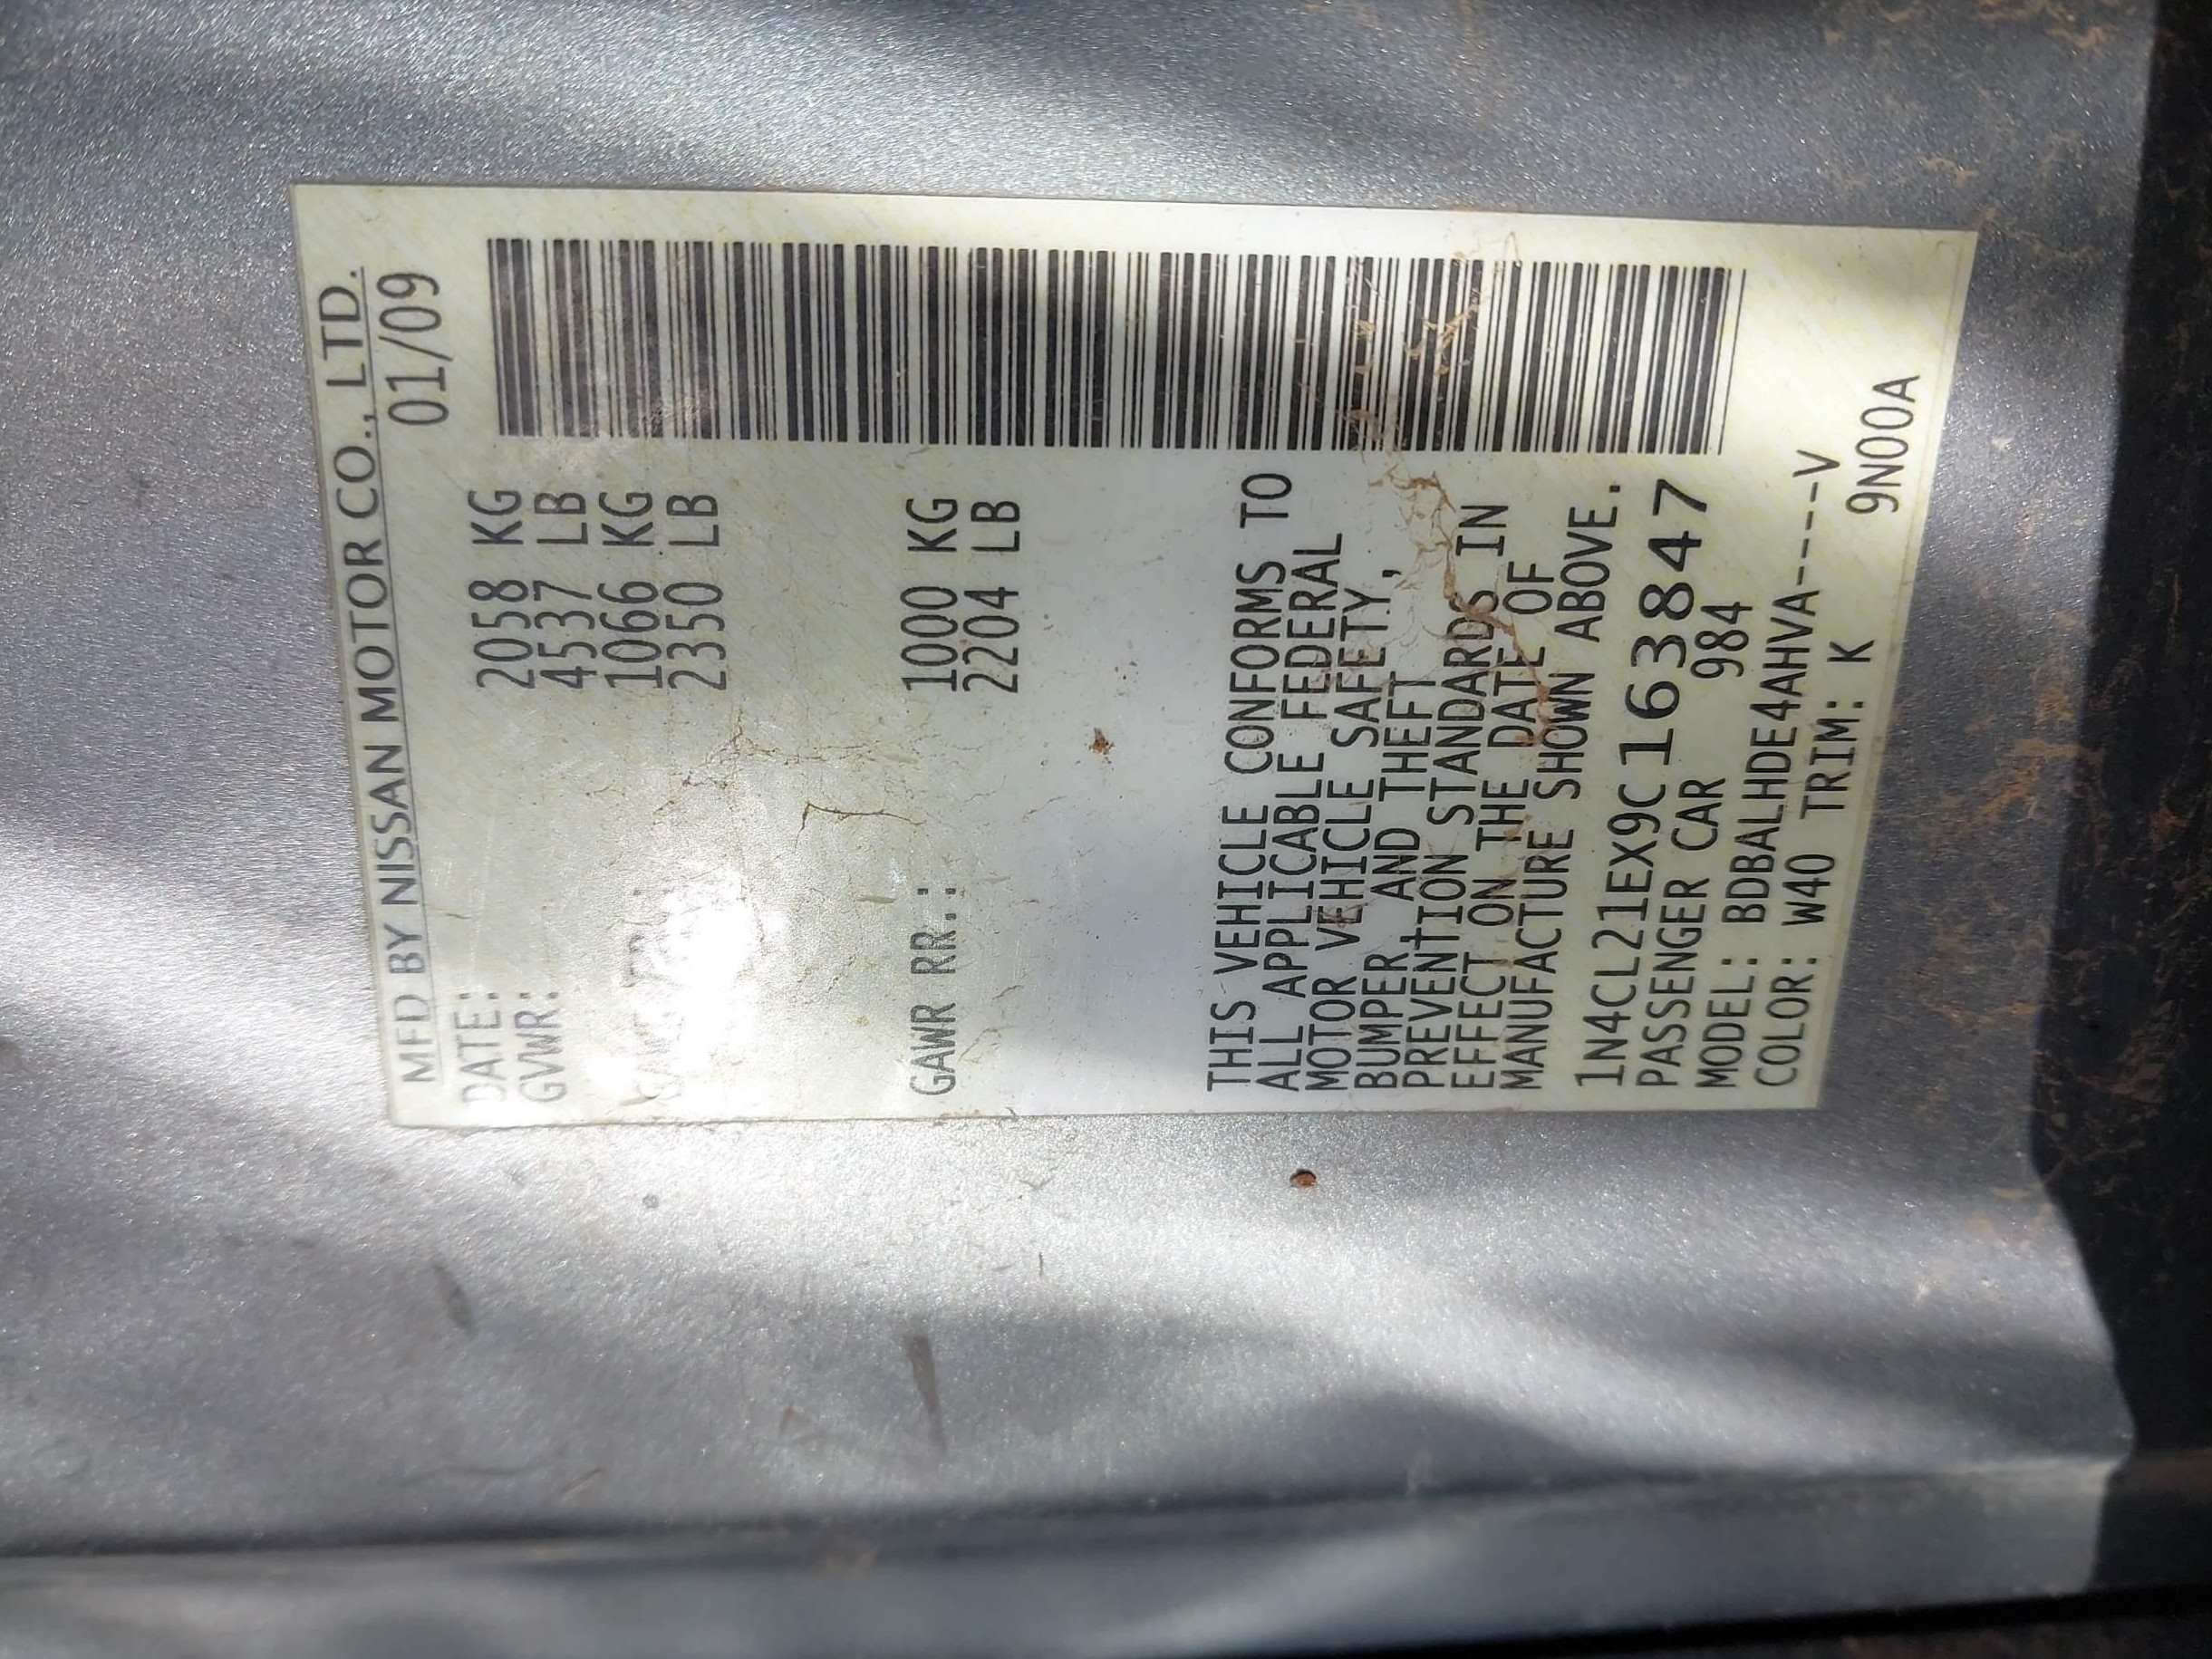 MFD BY NISSAN MOTOR CO., LTD.
DATE: 01/09
GVWR: 2058 KG
4537 LB
1066 KG
2350 LB
GAWR RR.: 1000 KG
2204 LB
THIS VEHICLE CONFORMS TO
ALL APPLICABLE FEDERAL
MOTOR VEHICLE SAFETY,
BUMPER AND THEFT
PREVENTION STANDARDS IN
EFFECT ON THE DATE OF
MANUFACTURE SHOWN ABOVE.
1N4CL21EX9C163847
PASSENGER CAR 984
MODEL: BDBALHDE4AHVA----V
COLOR: W40 TRIM: K
9N00A